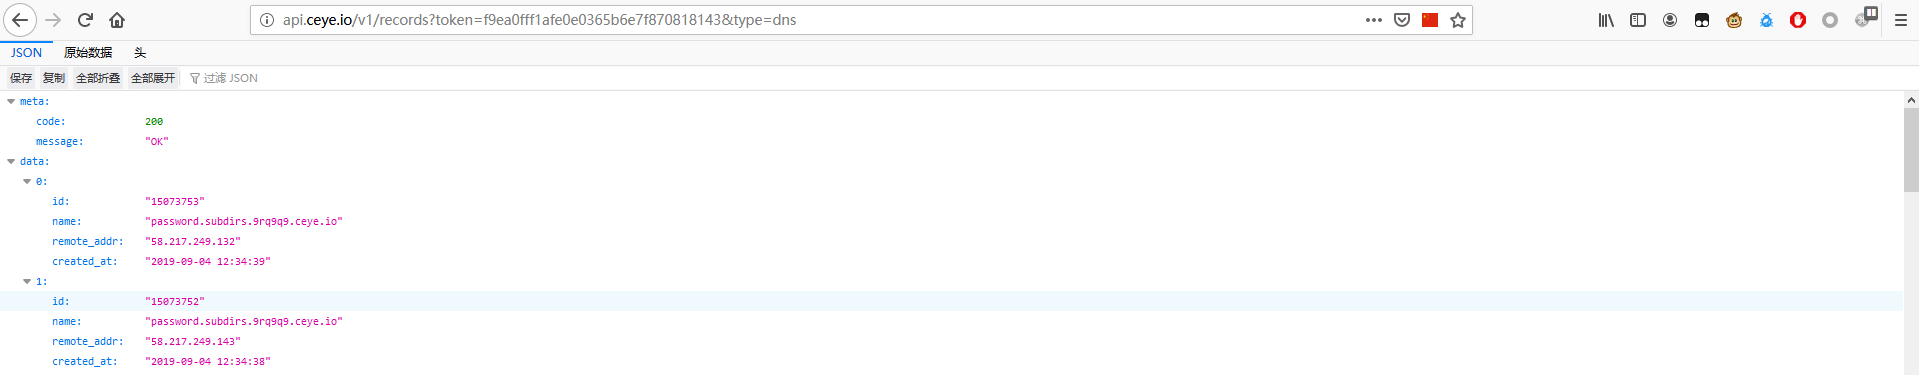 api.ceye.io/v1/records?token=f9ea0fff1afe0e0365b6e7f870818143&type=dns
JSON 原始数据 头
保存 复制 全部折叠 全部展开 过滤 JSON
meta:
code: 200
message: "OK"
data:
0:
id: "15073753"
name: "password.subdirs.9rq9q9.ceye.io"
remote_addr: "58.217.249.132"
created_at: "2019-09-04 12:34:39"
1:
id: "15073752"
name: "password.subdirs.9rq9q9.ceye.io"
remote_addr: "58.217.249.143"
created_at: "2019-09-04 12:34:38"